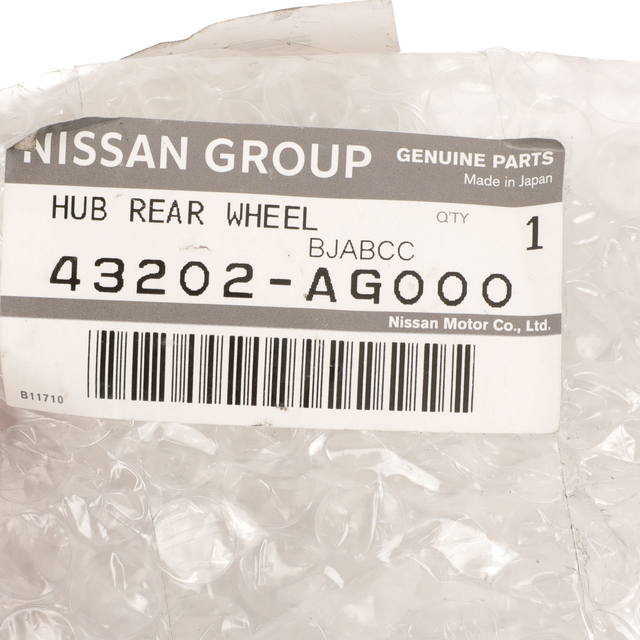 NISSAN GROUP GENUINE PARTS
Made in Japan
HUB REAR WHEEL Q'TY 1
BJABCC
43202-AG000
Nissan Motor Co., Ltd.
B11710